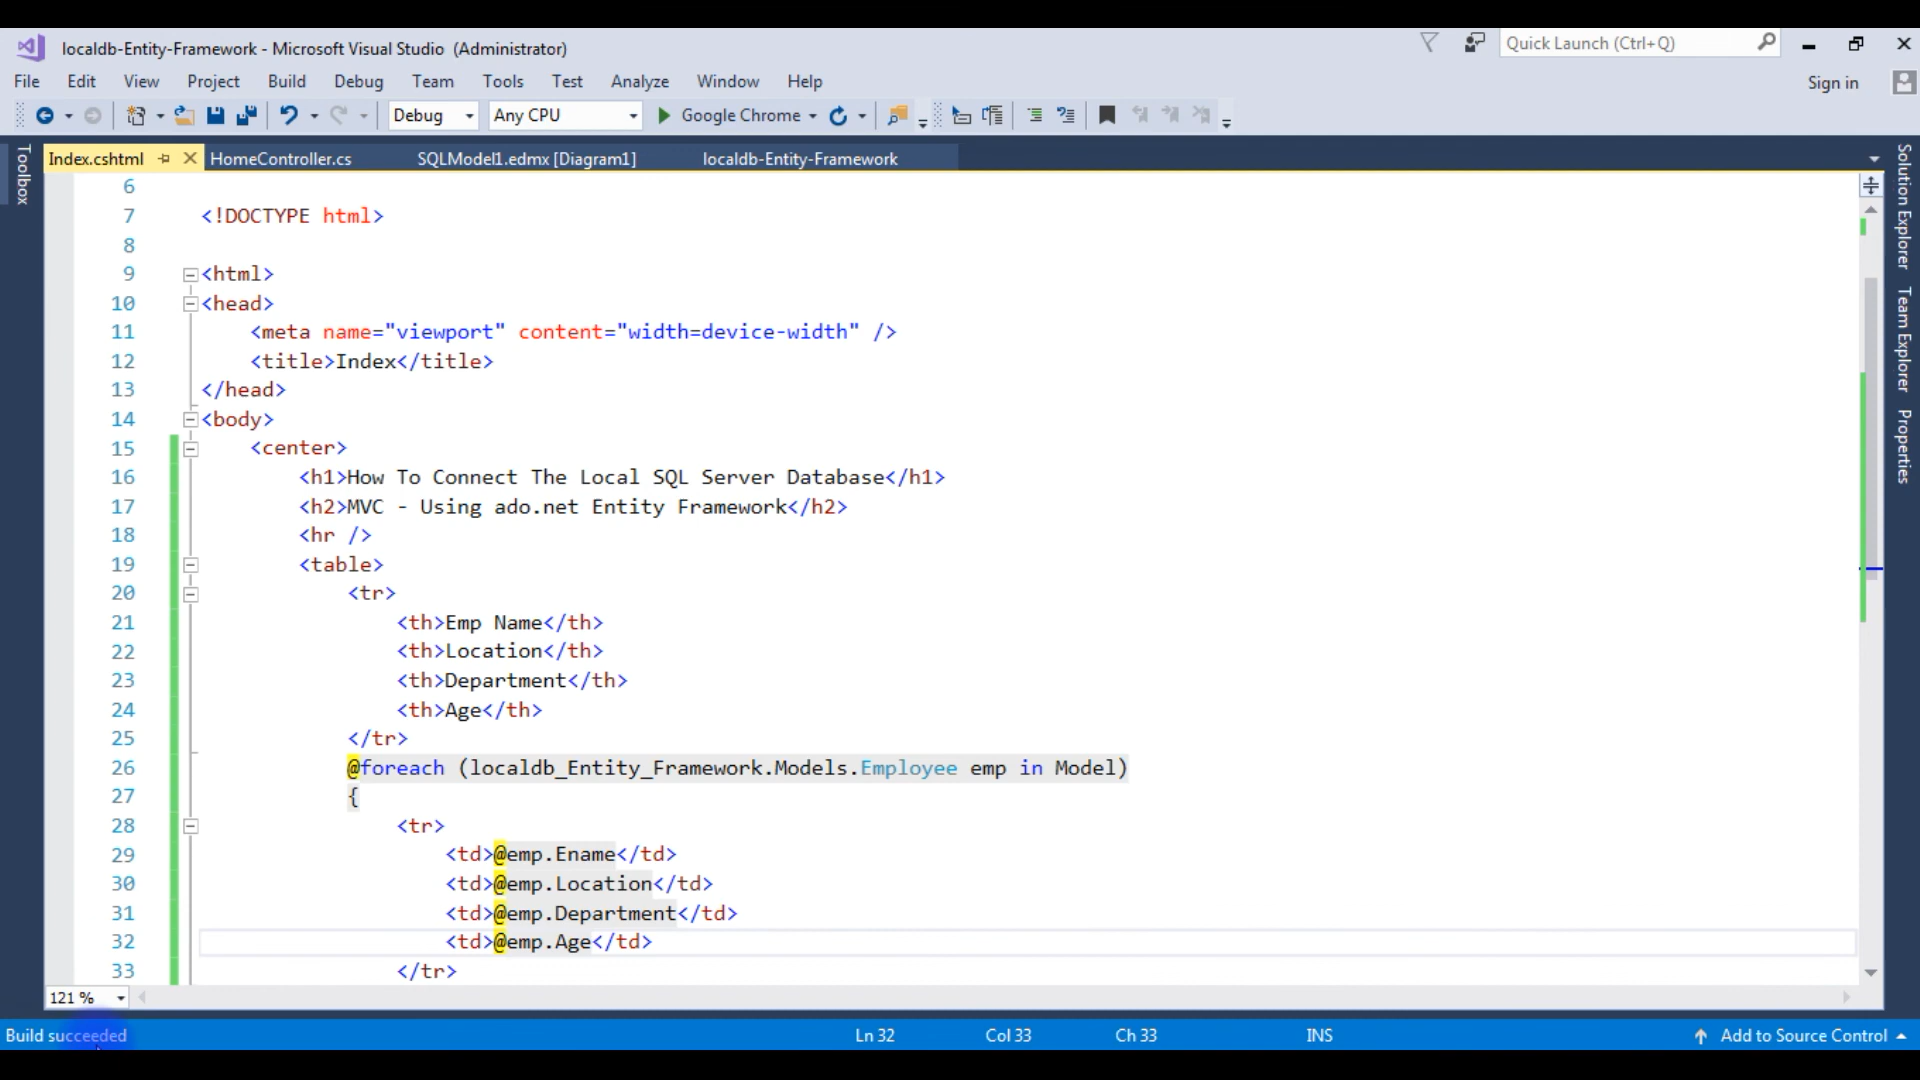 localdb-Entity-Framework - Microsoft Visual Studio (Administrator)
Quick Launch (Ctrl+Q)
File Edit View Project Build Debug Team Tools Test Analyze Window Help
Sign in
Debug Any CPU Google Chrome
Toolbox
Index.cshtml HomeController.cs SQLModel1.edmx [Diagram1] localdb-Entity-Framework
Solution Explorer
Team Explorer
Properties
6
7 <!DOCTYPE html>
8
9 <html>
10 <head>
11 <meta name="viewport" content="width=device-width" />
12 <title>Index</title>
13 </head>
14 <body>
15 <center>
16 <h1>How To Connect The Local SQL Server Database</h1>
17 <h2>MVC - Using ado.net Entity Framework</h2>
18 <hr />
19 <table>
20 <tr>
21 <th>Emp Name</th>
22 <th>Location</th>
23 <th>Department</th>
24 <th>Age</th>
25 </tr>
26 @foreach (localdb_Entity_Framework.Models.Employee emp in Model)
27 {
28 <tr>
29 <td>@emp.Ename</td>
30 <td>@emp.Location</td>
31 <td>@emp.Department</td>
32 <td>@emp.Age</td>
33 </tr>
121 %
Build succeeded Ln 32 Col 33 Ch 33 INS Add to Source Control